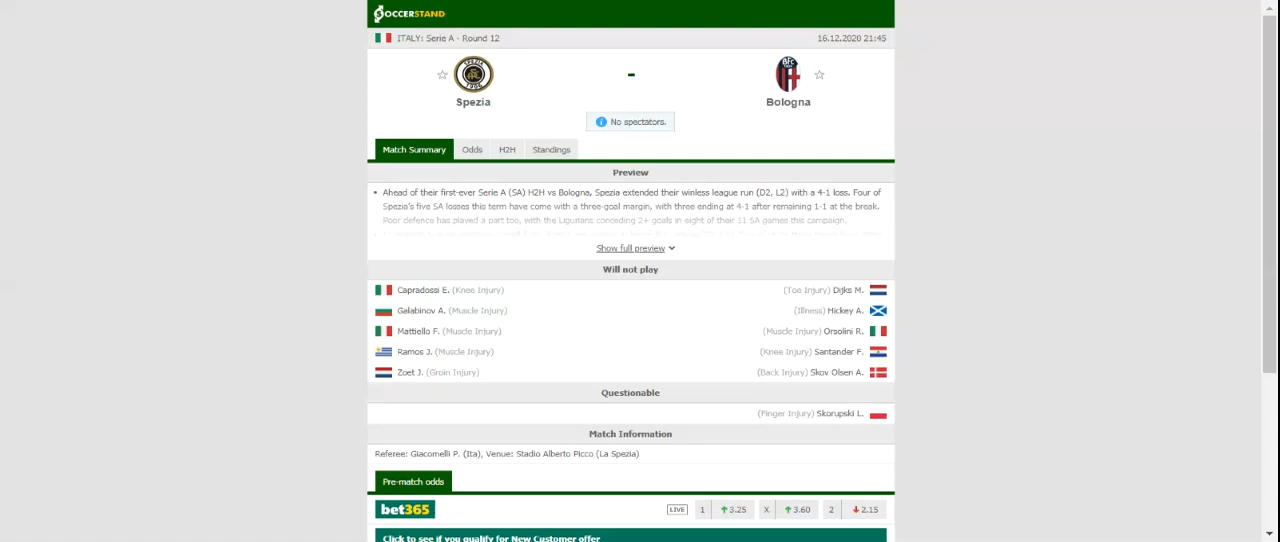 SOCCERSTAND
ITALY: Serie A - Round 12 16.12.2020 21:45
SPEZIA
1906
BFC
-
Spezia Bologna
No spectators.
Match Summary Odds H2H Standings
Preview
Ahead of their first-ever Serie A (SA) H2H vs Bologna, Spezia extended their winless league run (D2, L2) with a 4-1 loss. Four of
Spezia's five SA losses this term have come with a three-goal margin, with three ending at 4-1 after remaining 1-1 at the break.
Poor defence has played a part too, with the Ligurians conceding 2+ goals in eight of their 11 SA games this campaign.
Show full preview
Will not play
Capradossi E. (Knee Injury) (Toe Injury) Dijks M.
Galabinov A. (Muscle Injury) (Illness) Hickey A.
Mattiello F. (Muscle Injury) (Muscle Injury) Orsolini R.
Ramos J. (Muscle Injury) (Knee Injury) Santander F.
Zoet J. (Groin Injury) (Back Injury) Skov Olsen A.
Questionable
(Finger Injury) Skorupski L.
Match Information
Referee: Giacomelli P. (Ita), Venue: Stadio Alberto Picco (La Spezia)
Pre-match odds
bet365 LIVE 1 3.25 X 3.60 2 2.15
Click to see if you qualify for New Customer offer